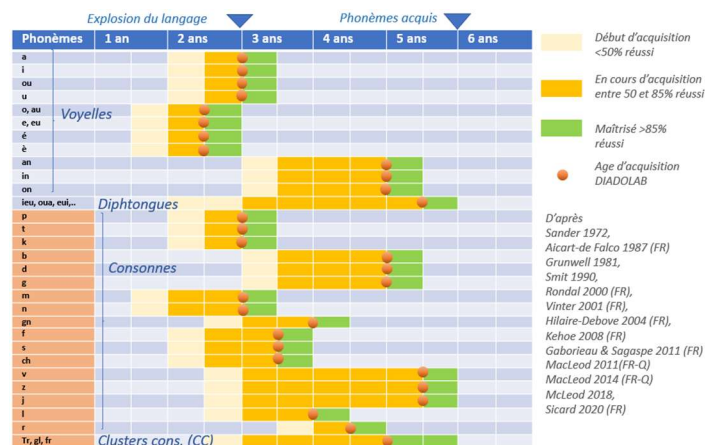 Explosion du langage
Phonèmes acquis
Phonèmes 1 an 2 ans 3 ans 4 ans 5 ans 6 ans
a
i
ou
u
o, au
Voyelles
e, eu
é
è
an
in
on
ieu, oua, eui,..
Diphtongues
p
t
k
b
Consonnes
d
g
m
n
gn
f
s
ch
v
z
j
l
r
Tr, gl, fr
Clusters cons. (CC)
Début d'acquisition
<50% réussi
En cours d'acquisition
entre 50 et 85% réussi
Maîtrisé >85%
réussi
Age d'acquisition
DIADOLAB
D'après
Sander 1972,
Aicart-de Falco 1987 (FR)
Grunwell 1981,
Smit 1990,
Rondal 2000 (FR),
Vinter 2001 (FR),
Hilaire-Debove 2004 (FR),
Kehoe 2008 (FR)
Gaborieau & Sagaspe 2011 (FR)
MacLeod 2011(FR-Q)
MacLeod 2014 (FR-Q)
McLeod 2018,
Sicard 2020 (FR)